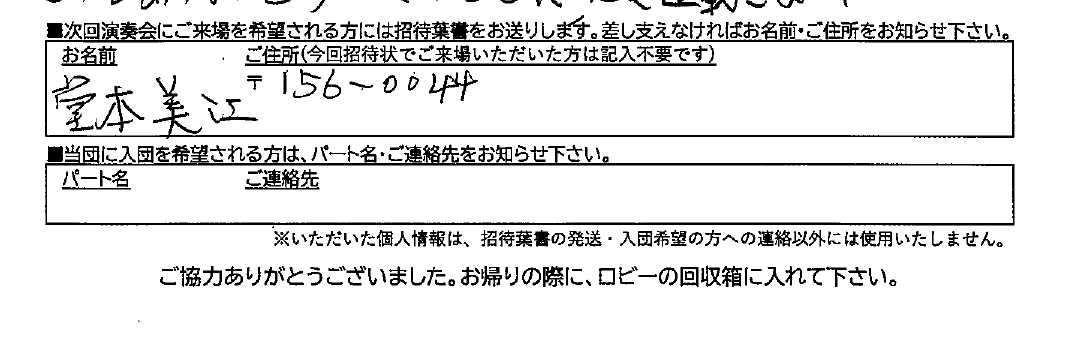 ■次回演奏会にご来場を希望される方には招待葉書をお送りします。差し支えなければお名前・ご住所をお知らせ下さい。
お名前 ご住所(今回招待状でご来場いただいた方は記入不要です)
堂本美江 〒156-0044
■当団に入団を希望される方は、パート名・ご連絡先をお知らせ下さい。
パート名 ご連絡先
※いただいた個人情報は、招待葉書の発送・入団希望の方への連絡以外には使用いたしません。
ご協力ありがとうございました。お帰りの際に、ロビーの回収箱に入れて下さい。